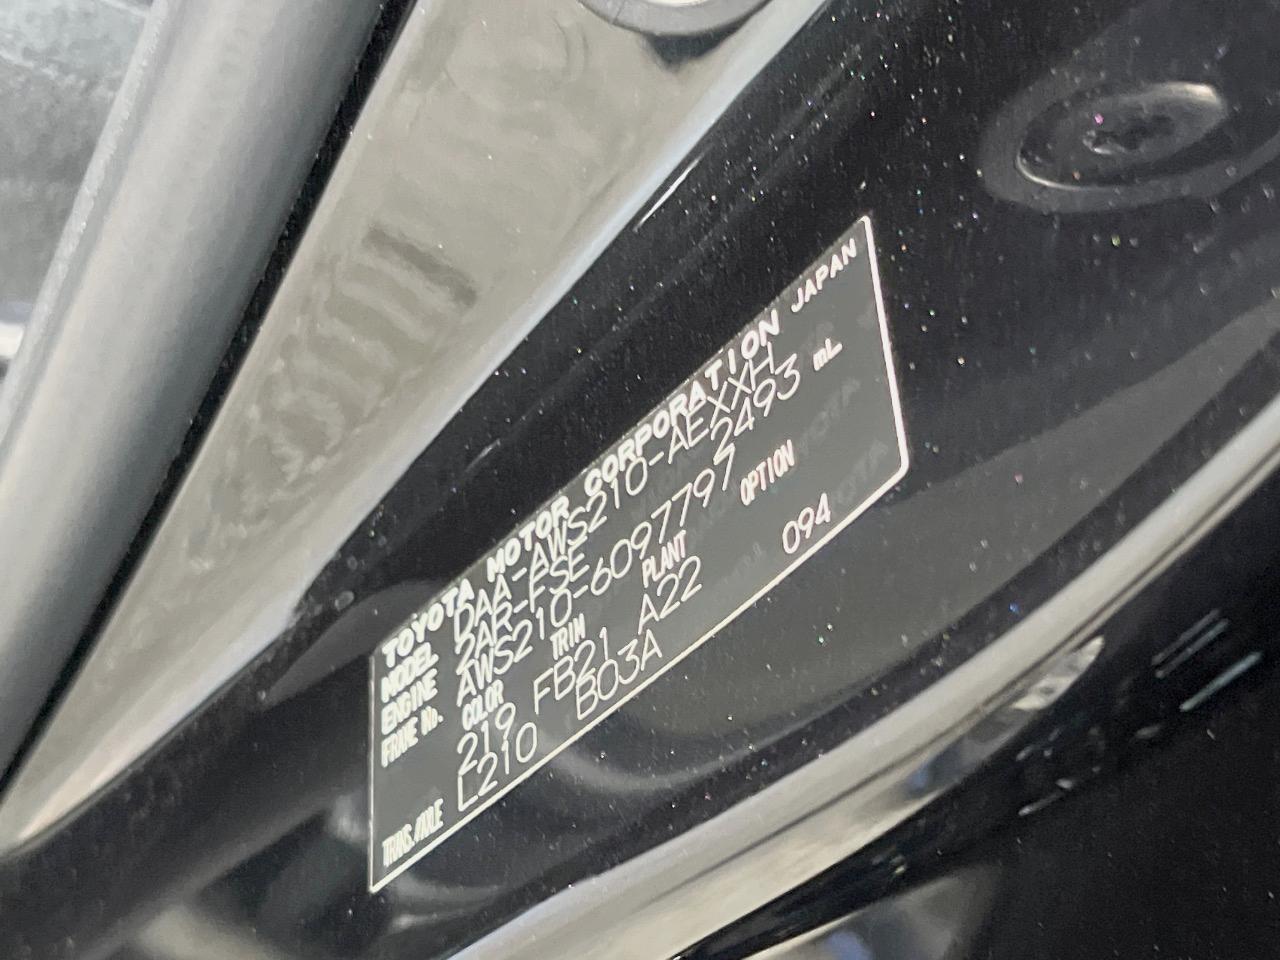 TOYOTA MOTOR CORPORATION JAPAN
MODEL DAA-AWS210-AEXXH
ENGINE 2AR-FSE 2493 mL
FRAME No. AWS210-6097797
COLOR TRIM PLANT OPTION
219 FB21 A22 094
TRANS./AXLE L210 B03A